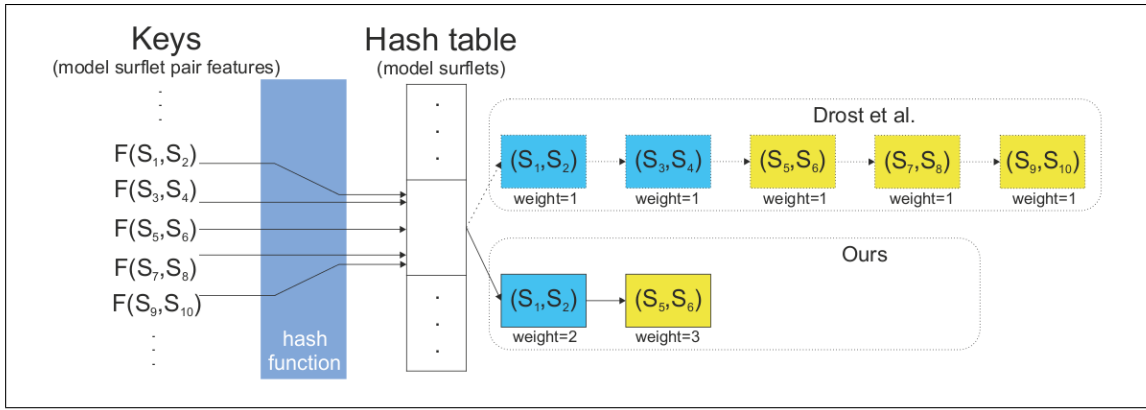 Keys
(model surflet pair features)
Hash table
(model surflets)
F(S₁,S₂)
F(S₃,S₄)
F(S₅,S₆)
F(S₇,S₈)
F(S₉,S₁₀)
hash
function
Drost et al.
(S₁,S₂) (S₃,S₄) (S₅,S₆) (S₇,S₈) (S₉,S₁₀)
weight=1 weight=1 weight=1 weight=1 weight=1
Ours
(S₁,S₂) (S₅,S₆)
weight=2 weight=3